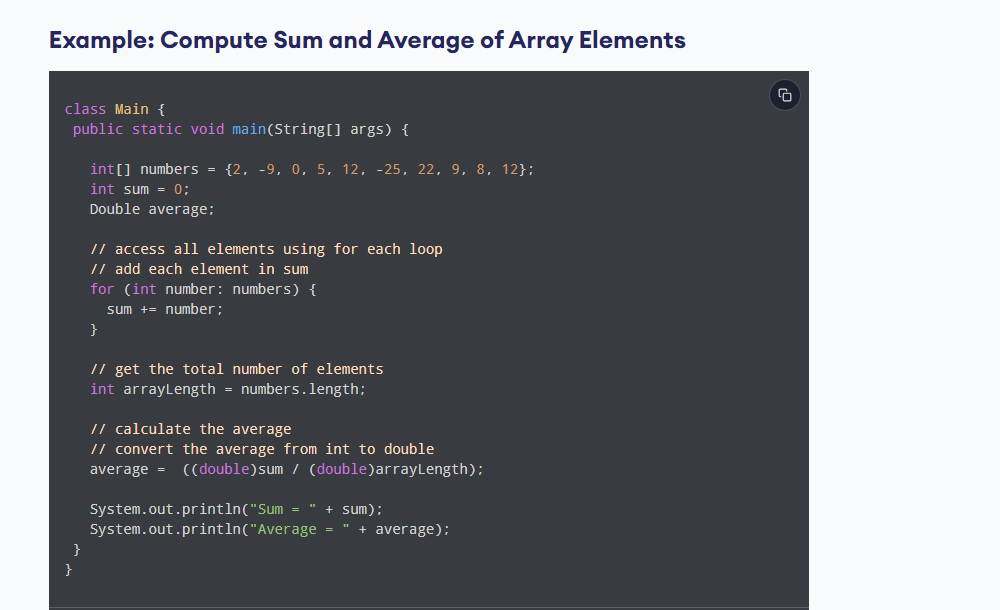 Example: Compute Sum and Average of Array Elements
class Main {
 public static void main(String[] args) {

   int[] numbers = {2, -9, 0, 5, 12, -25, 22, 9, 8, 12};
   int sum = 0;
   Double average;

   // access all elements using for each loop
   // add each element in sum
   for (int number: numbers) {
     sum += number;
   }

   // get the total number of elements
   int arrayLength = numbers.length;

   // calculate the average
   // convert the average from int to double
   average =  ((double)sum / (double)arrayLength);

   System.out.println("Sum = " + sum);
   System.out.println("Average = " + average);
 }
}